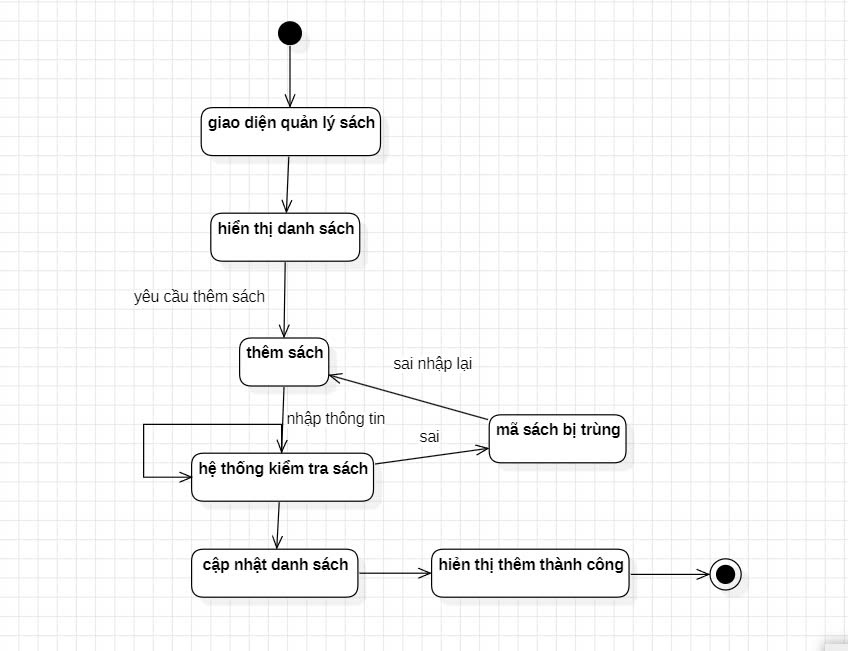 giao diện quản lý sách
hiển thị danh sách
yêu cầu thêm sách
thêm sách
sai nhập lại
nhập thông tin
mã sách bị trùng
sai
hệ thống kiểm tra sách
cập nhật danh sách
hiẻn thị thêm thành công